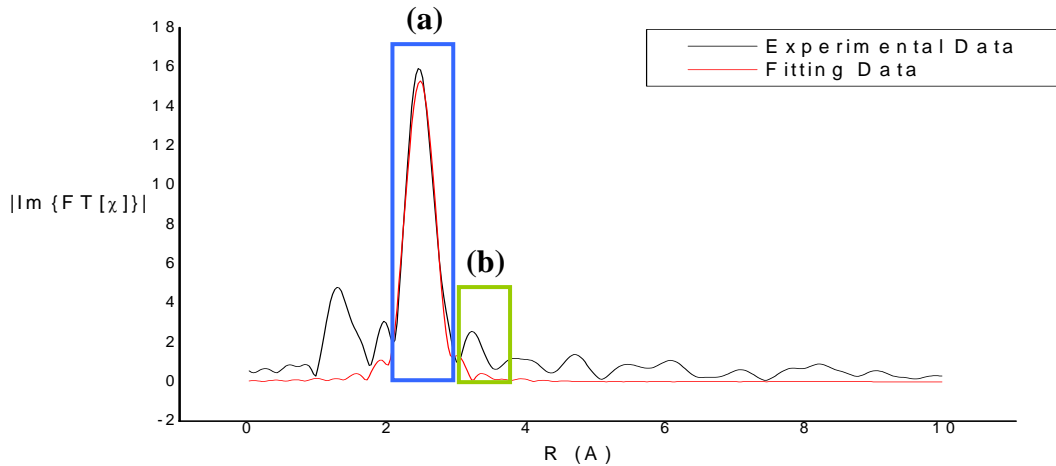 (a)
18
16
14
12
10
8
6
4
2
0
-2
|Im{FT[χ]}|
Experimental Data
Fitting Data
(b)
0 2 4 6 8 10
R (A)